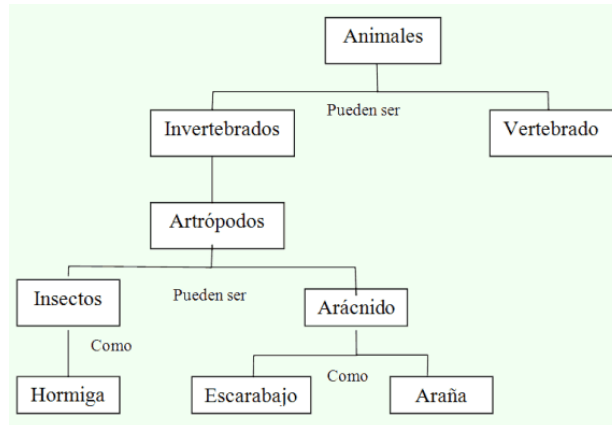 Animales
Pueden ser
Invertebrados
Vertebrado
Artrópodos
Insectos
Pueden ser
Arácnido
Como
Hormiga
Escarabajo
Como
Araña